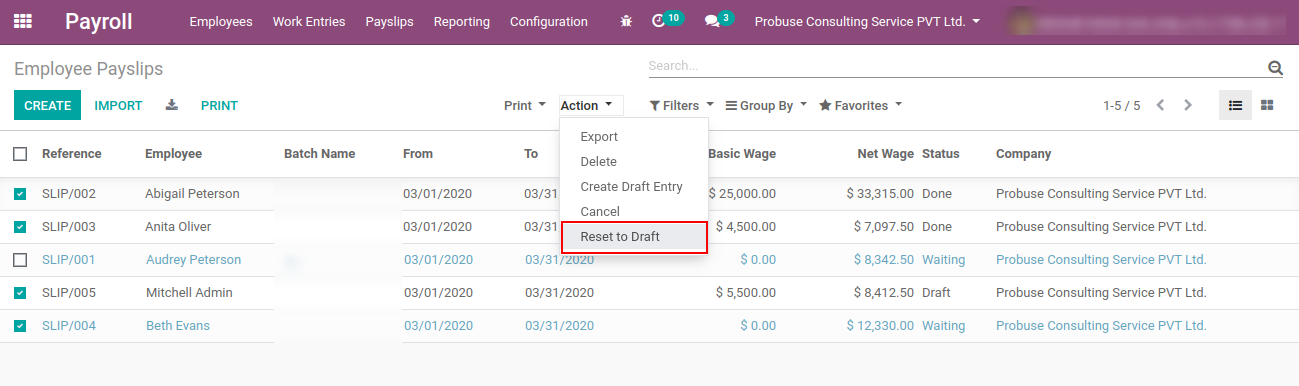 Payroll Employees Work Entries Payslips Reporting Configuration 10 3 Probuse Consulting Service PVT Ltd.
Employee Payslips Search...
CREATE IMPORT PRINT Print Action Filters Group By Favorites 1-5 / 5
Export
Delete
Create Draft Entry
Cancel
Reset to Draft
Reference Employee Batch Name From To Basic Wage Net Wage Status Company
SLIP/002 Abigail Peterson 03/01/2020 03/31 $ 25,000.00 $ 33,315.00 Done Probuse Consulting Service PVT Ltd.
SLIP/003 Anita Oliver 03/01/2020 03/31 $ 4,500.00 $ 7,097.50 Done Probuse Consulting Service PVT Ltd.
SLIP/001 Audrey Peterson 03/01/2020 03/31/2020 $ 0.00 $ 8,342.50 Waiting Probuse Consulting Service PVT Ltd.
SLIP/005 Mitchell Admin 03/01/2020 03/31/2020 $ 5,500.00 $ 8,412.50 Draft Probuse Consulting Service PVT Ltd.
SLIP/004 Beth Evans 03/01/2020 03/31/2020 $ 0.00 $ 12,330.00 Waiting Probuse Consulting Service PVT Ltd.